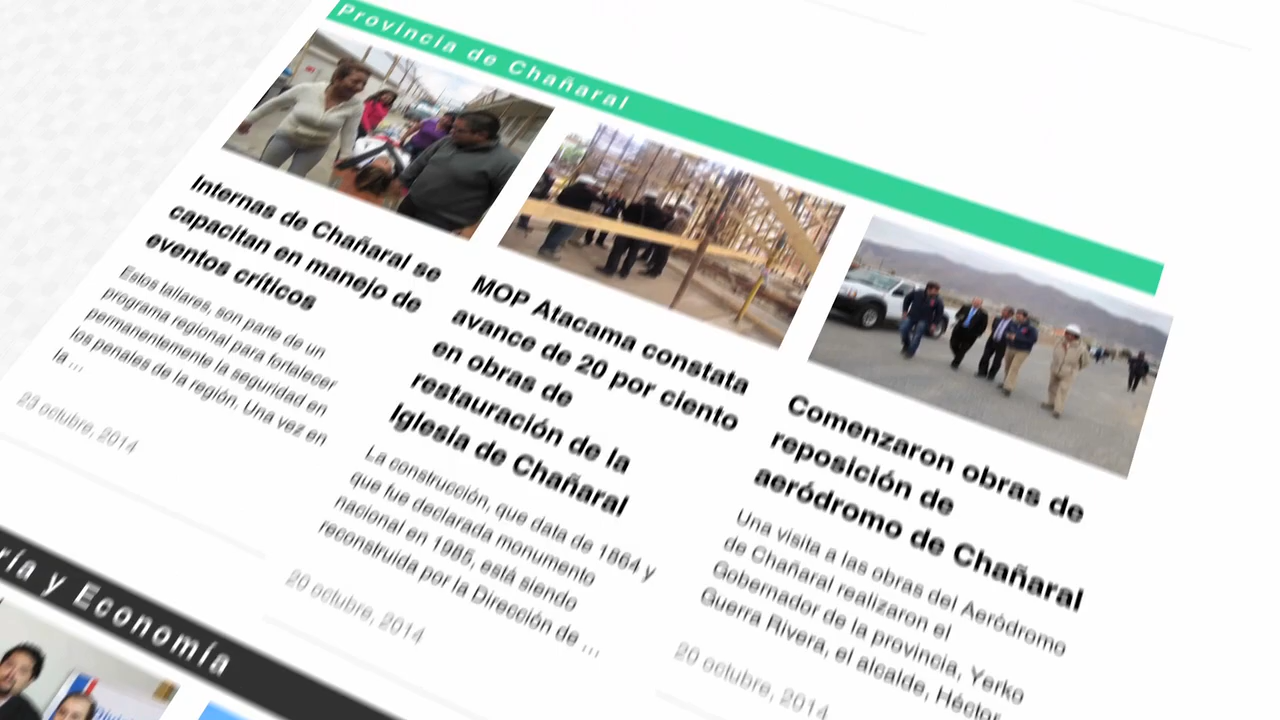 Provincia de Chañaral
Internas de Chañaral se
capacitan en manejo de
eventos críticos
Estos tallares, son parte de un
programa regional para fortalecer
permanentemente la seguridad en
los penales de la región. Una vez en
la ...
23 octubre, 2014
MOP Atacama constata
avance de 20 por ciento
en obras de
restauración de la
Iglesia de Chañaral
La construcción, que data de 1864 y
que fue declarada monumento
nacional en 1985, está siendo
reconstruida por la Dirección de ...
20 octubre, 2014
Comenzaron obras de
reposición de
aeródromo de Chañaral
Una visita a las obras del Aeródromo
de Chañaral realizaron el
Gobernador de la provincia, Yerko
Guerra Rivera, el alcalde, Héctor
20 octubre, 2014
ría y Economía